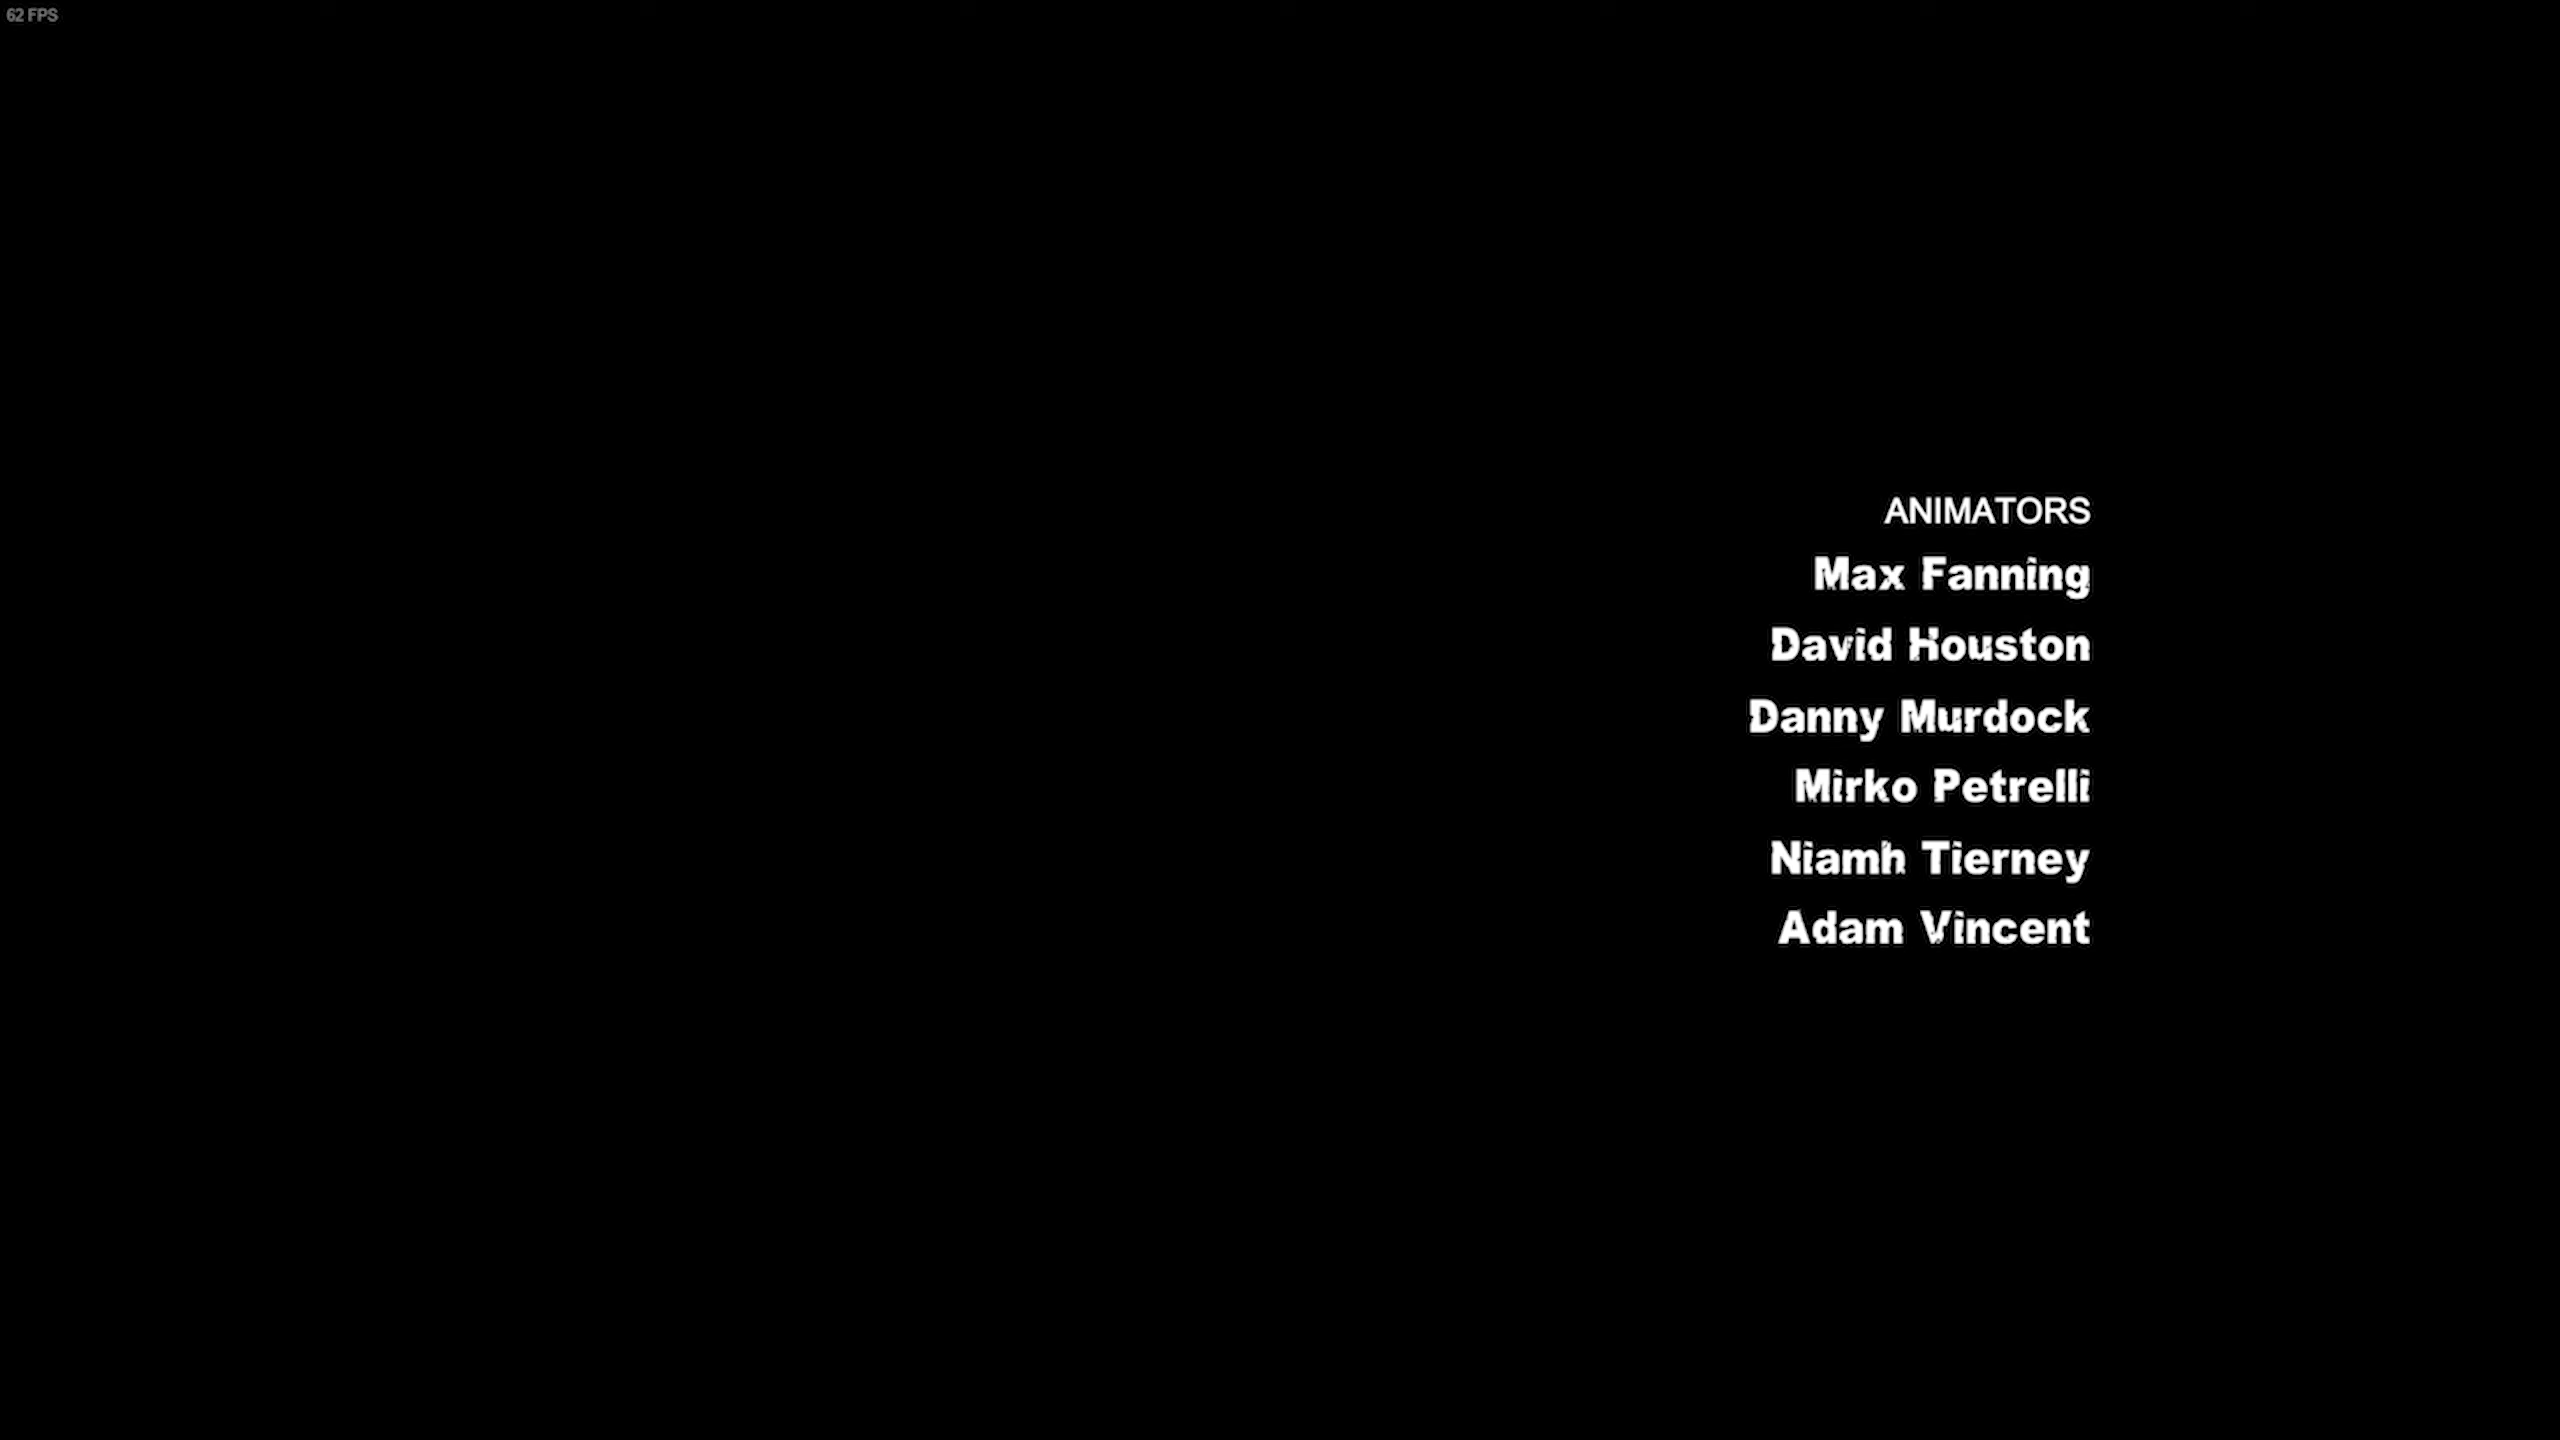 62 FPS
ANIMATORS
Max Fanning
David Houston
Danny Murdock
Mirko Petrelli
Niamh Tierney
Adam Vincent